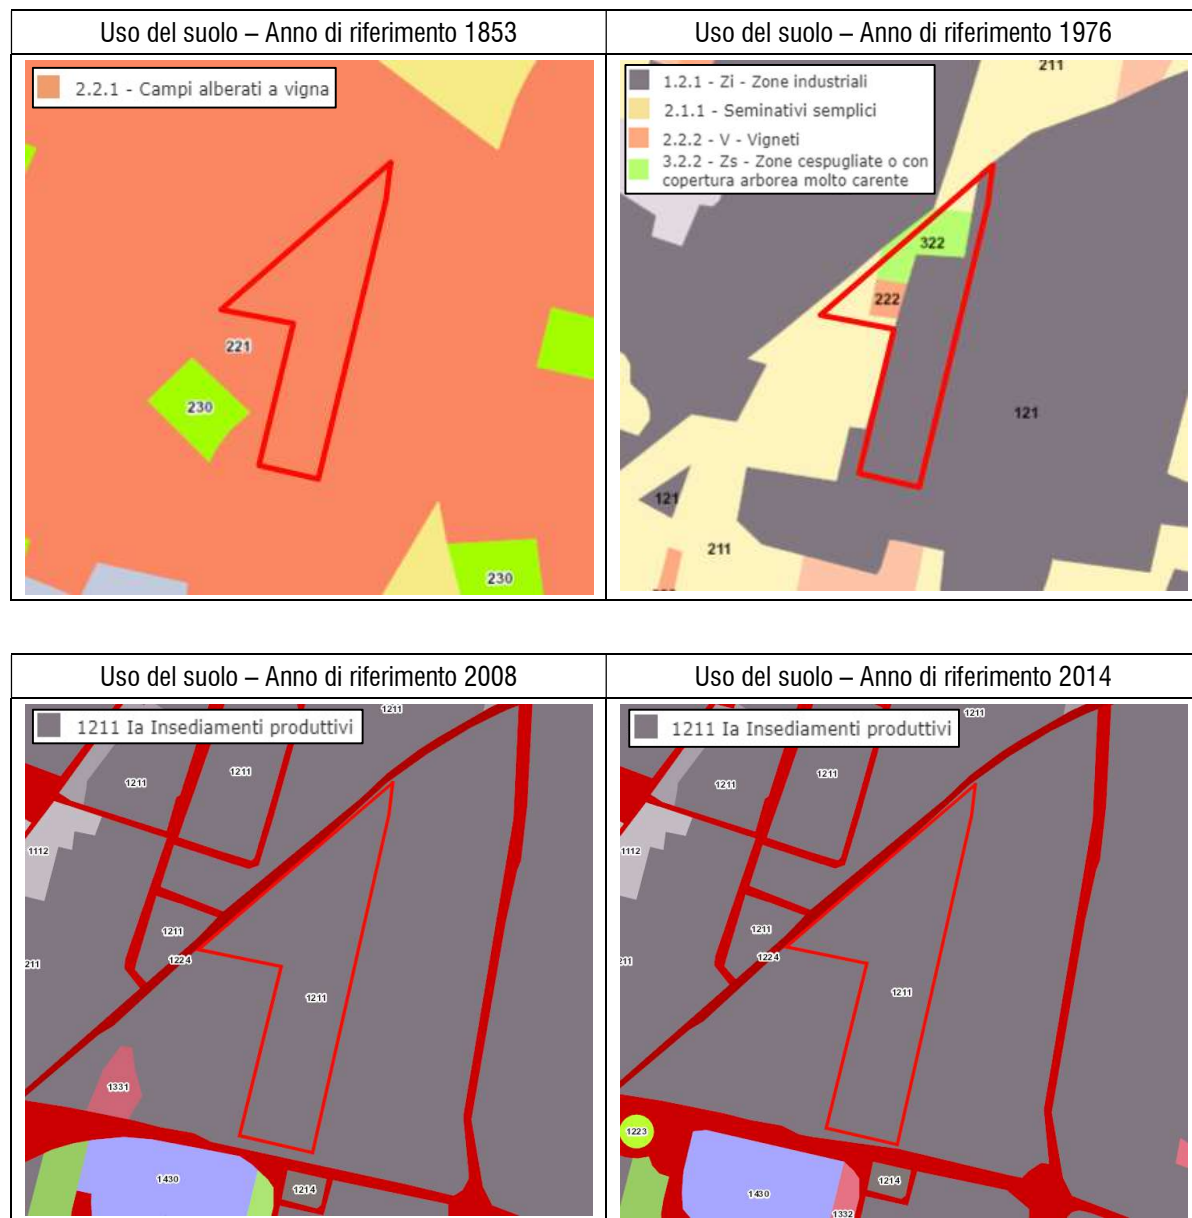 Uso del suolo – Anno di riferimento 1853
Uso del suolo – Anno di riferimento 1976
2.2.1 - Campi alberati a vigna
221
230
230
1.2.1 - Zi - Zone industriali
2.1.1 - Seminativi semplici
2.2.2 - V - Vigneti
3.2.2 - Zs - Zone cespugliate o con
copertura arborea molto carente
211
322
222
121
121
211
Uso del suolo – Anno di riferimento 2008
Uso del suolo – Anno di riferimento 2014
1211 Ia Insediamenti produttivi
1211
1211
1211
1112
1211
211
1224
1211
1331
1430
1214
1211 Ia Insediamenti produttivi
1211
1211
1211
1112
1211
1224
211
1211
1223
1430
1214
1332